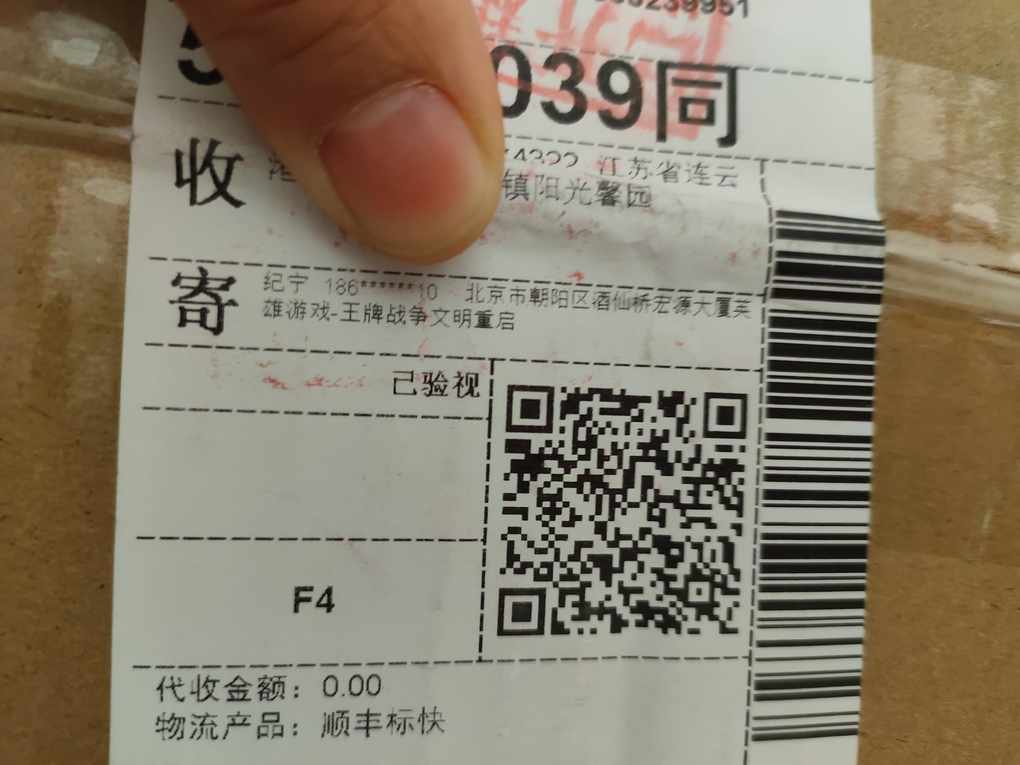 039同
收
江苏省连云
镇阳光馨园
寄
纪宁 186******10 北京市朝阳区酒仙桥宏源大厦英
雄游戏-王牌战争文明重启
已验视
F4
代收金额：0.00
物流产品：顺丰标快